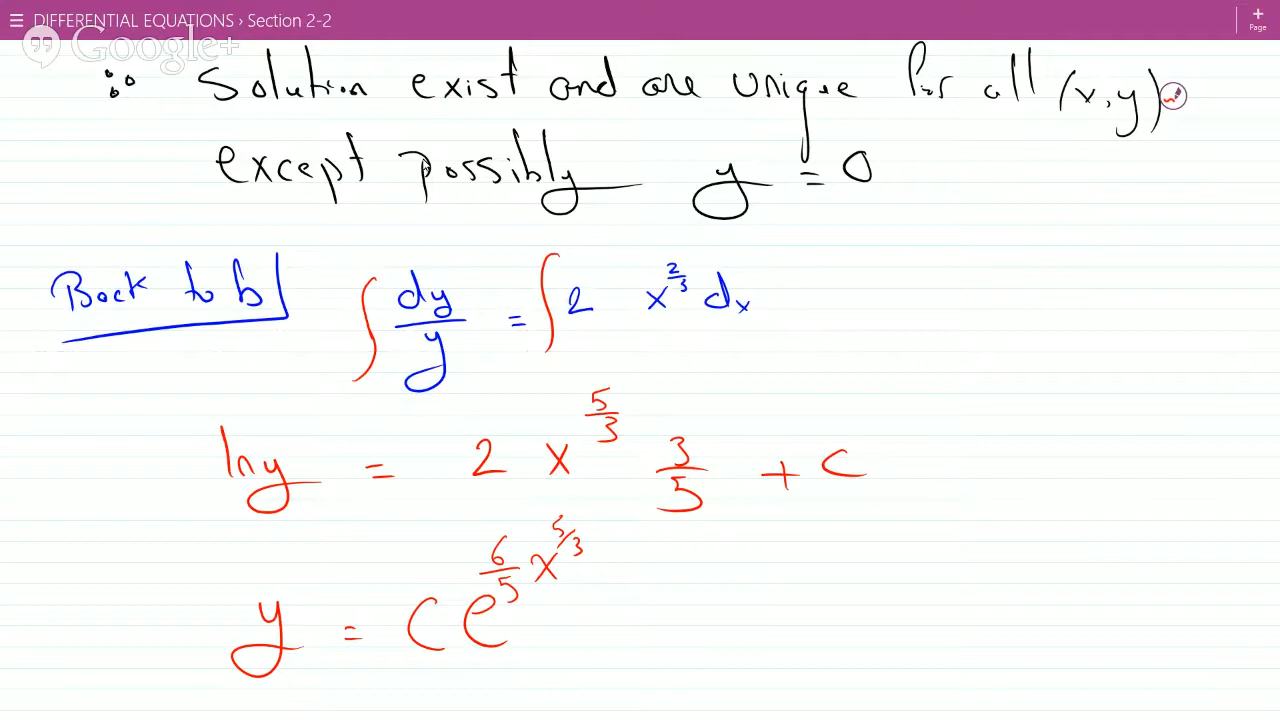 DIFFERENTIAL EQUATIONS › Section 2-2
Page
Google+
∴ Solution exist and are unique for all (x,y)
except possibly y = 0
Back to b ∫ dy/y = ∫ 2 x^(2/3) dx
ln y = 2 x^(5/3) 3/5 + C
y = C e^(6/5 x^(5/3))